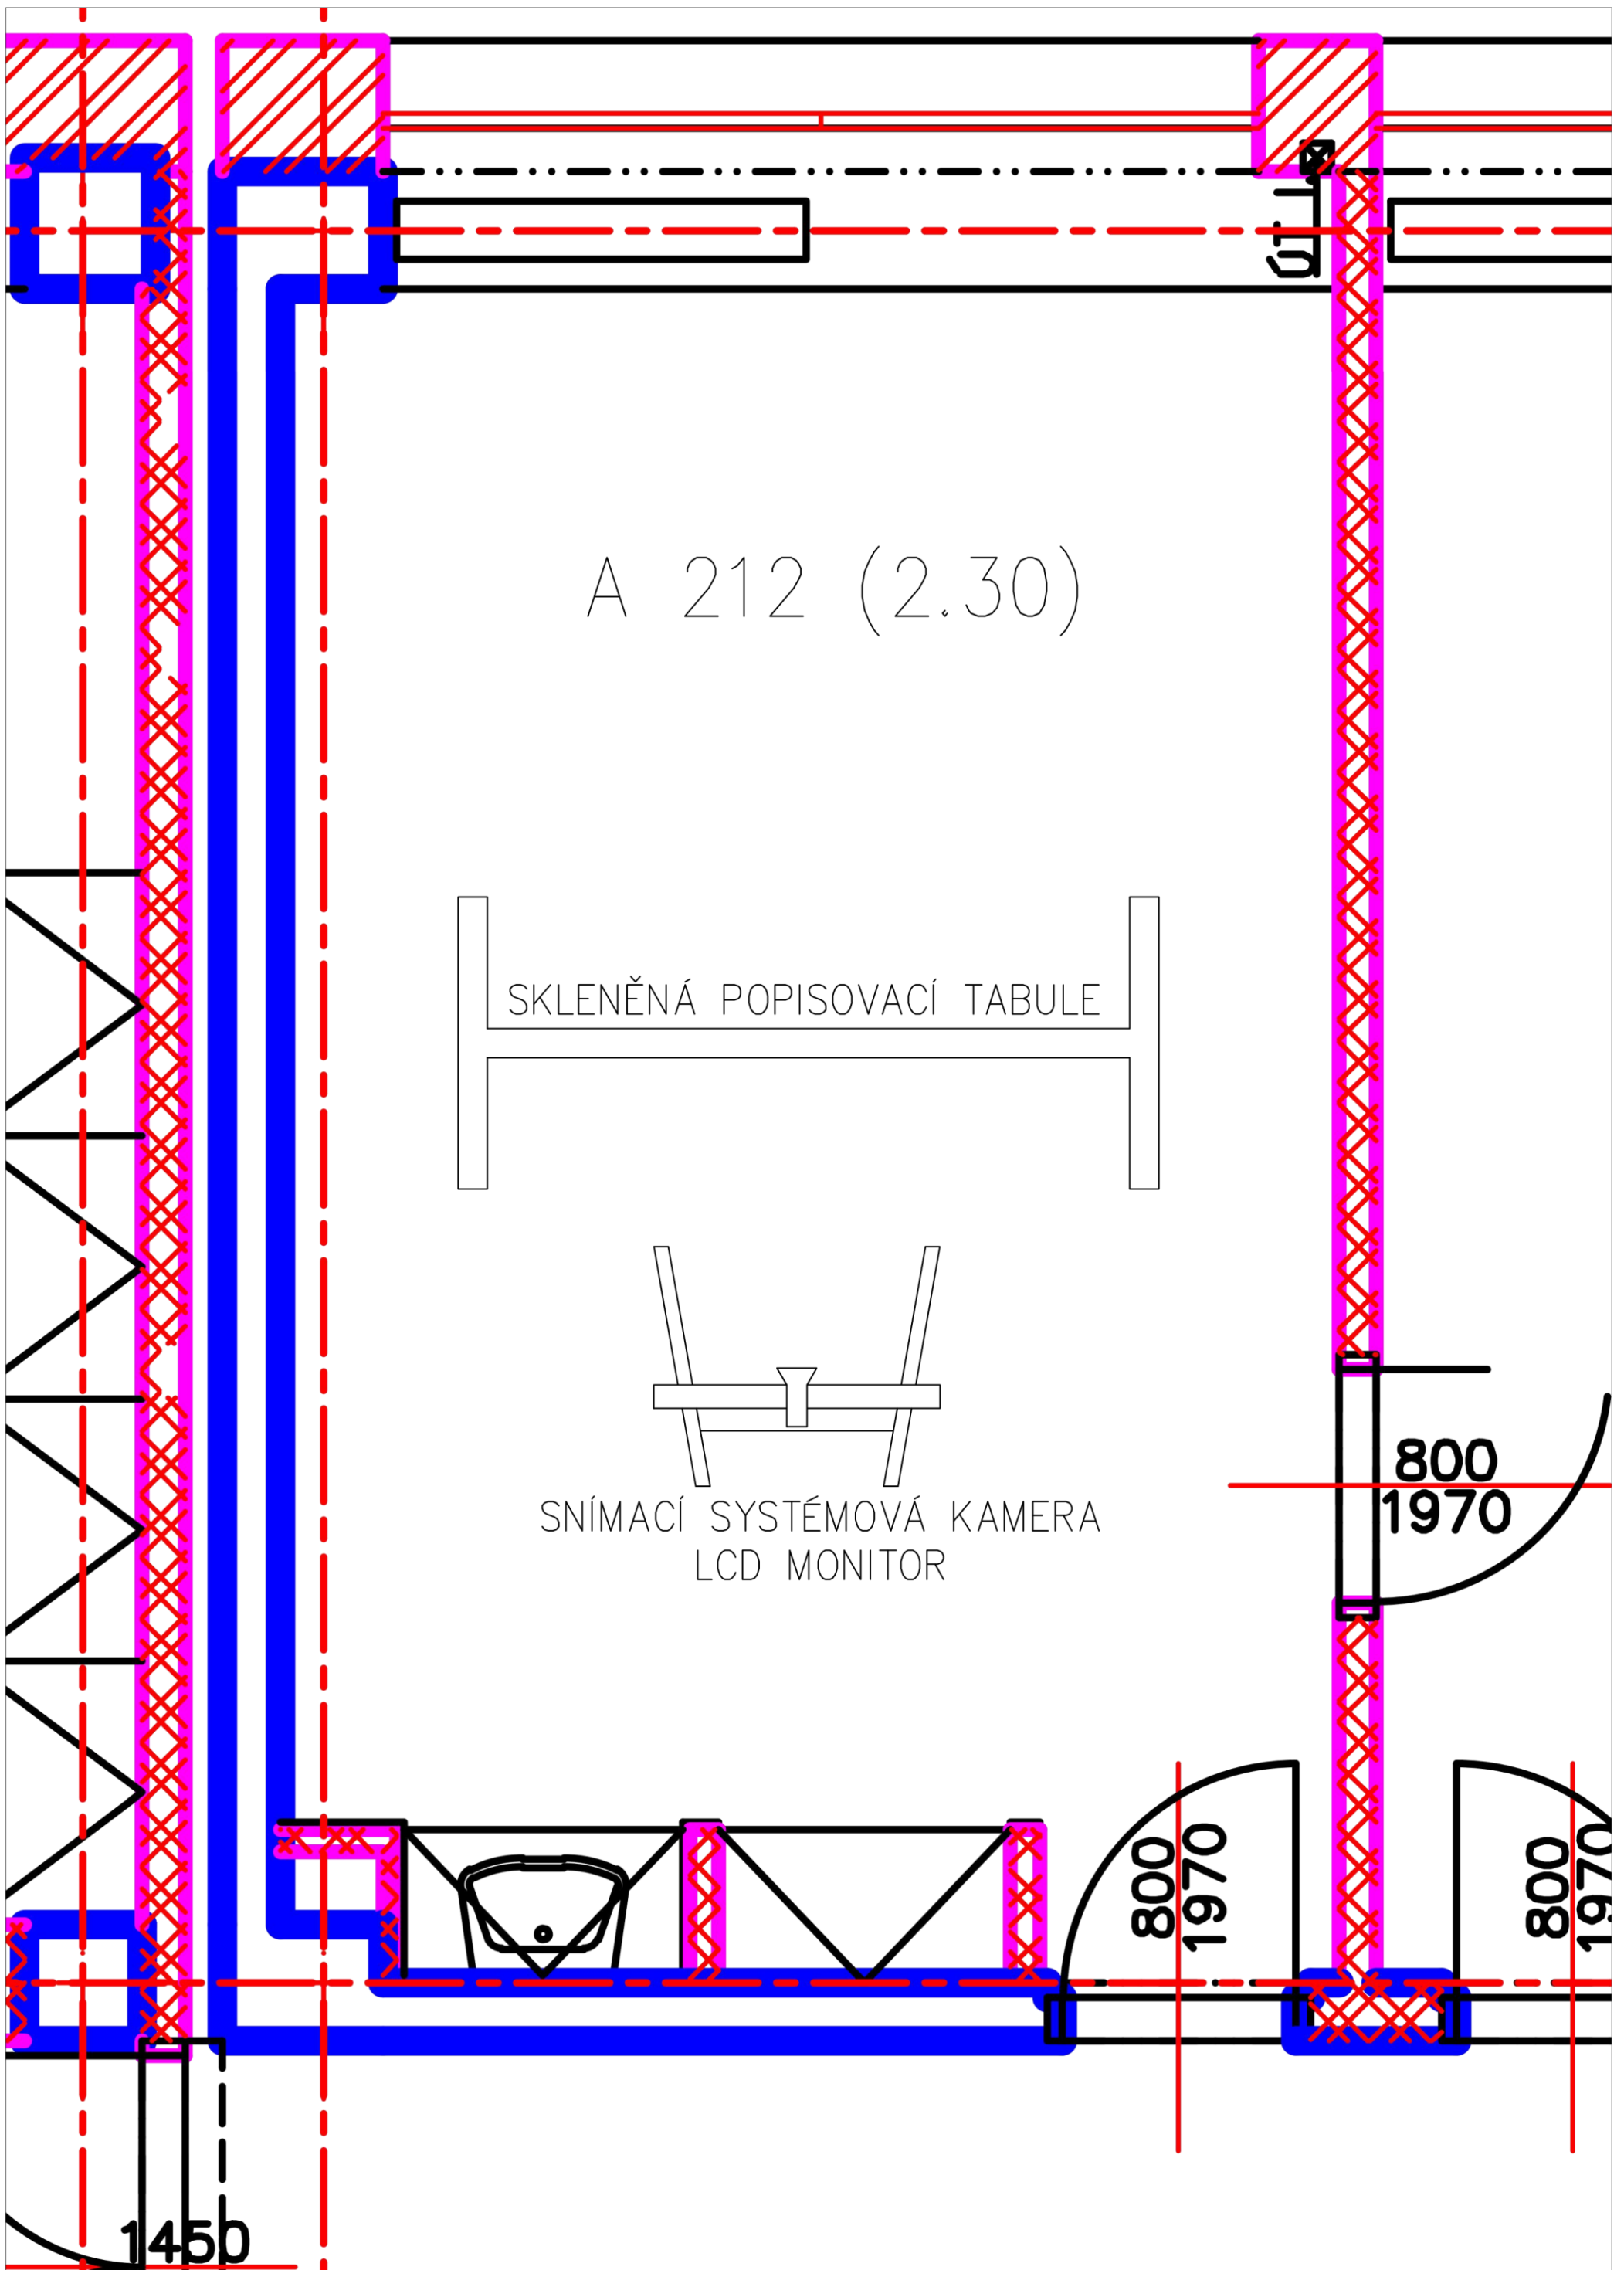 A 212 (2.30)
SKLENĚNÁ POPISOVACÍ TABULE
SNÍMACÍ SYSTÉMOVÁ KAMERA
LCD MONITOR
800
1970
800
1970
800
1970
1450